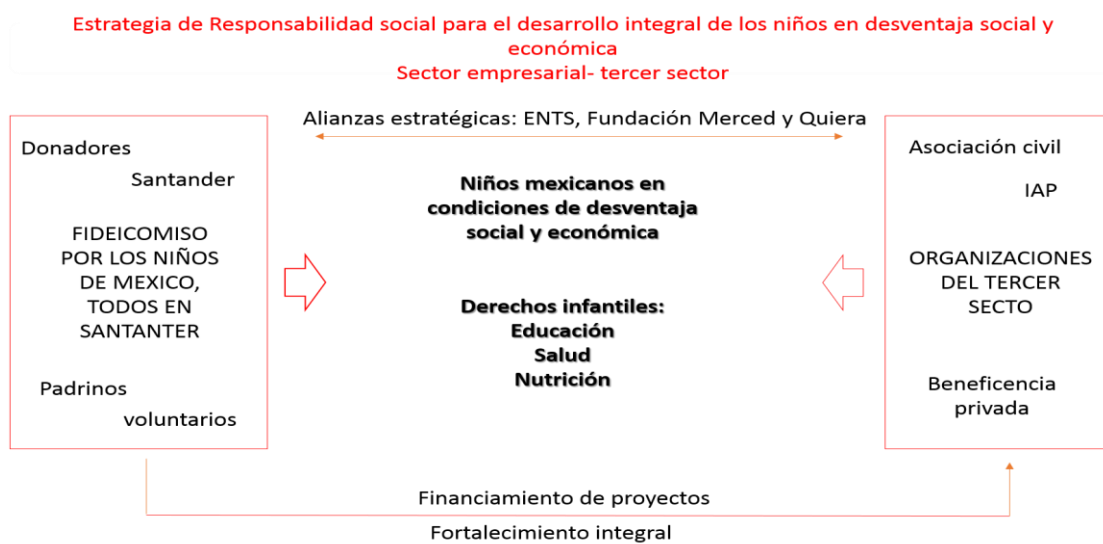 Estrategia de Responsabilidad social para el desarrollo integral de los niños en desventaja social y
económica
Sector empresarial- tercer sector
Alianzas estratégicas: ENTS, Fundación Merced y Quiera
Donadores
Santander
FIDEICOMISO
POR LOS NIÑOS
DE MEXICO,
TODOS EN
SANTANTER
Padrinos
voluntarios
Niños mexicanos en
condiciones de desventaja
social y económica
Derechos infantiles:
Educación
Salud
Nutrición
Asociación civil
IAP
ORGANIZACIONES
DEL TERCER
SECTO
Beneficencia
privada
Financiamiento de proyectos
Fortalecimiento integral